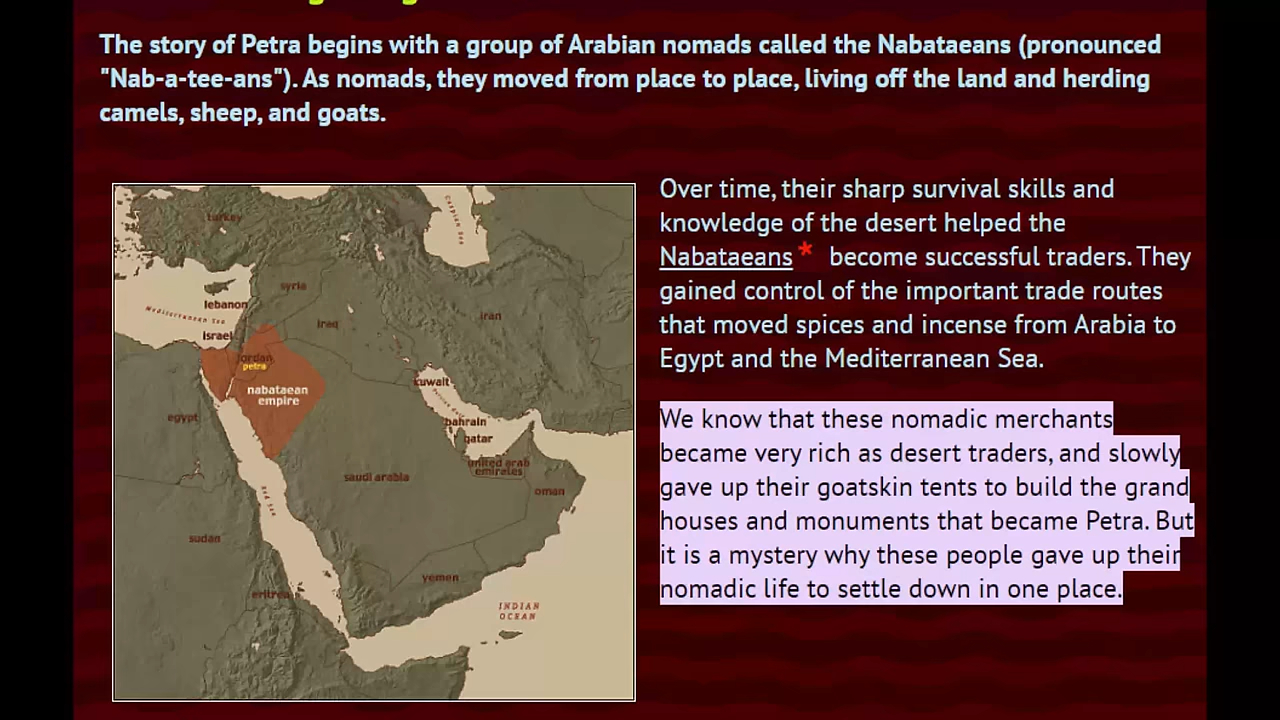 The story of Petra begins with a group of Arabian nomads called the Nabataeans (pronounced
"Nab-a-tee-ans"). As nomads, they moved from place to place, living off the land and herding
camels, sheep, and goats.
turkey
Caspian Sea
syria
lebanon
Mediterranean Sea
israel
iraq
iran
jordan
petra
nabataean
empire
kuwait
egypt
bahrain
qatar
united arab
emirates
saudi arabia
oman
Red Sea
sudan
yemen
eritrea
INDIAN
OCEAN
Over time, their sharp survival skills and
knowledge of the desert helped the
Nabataeans* become successful traders. They
gained control of the important trade routes
that moved spices and incense from Arabia to
Egypt and the Mediterranean Sea.
We know that these nomadic merchants
became very rich as desert traders, and slowly
gave up their goatskin tents to build the grand
houses and monuments that became Petra. But
it is a mystery why these people gave up their
nomadic life to settle down in one place.